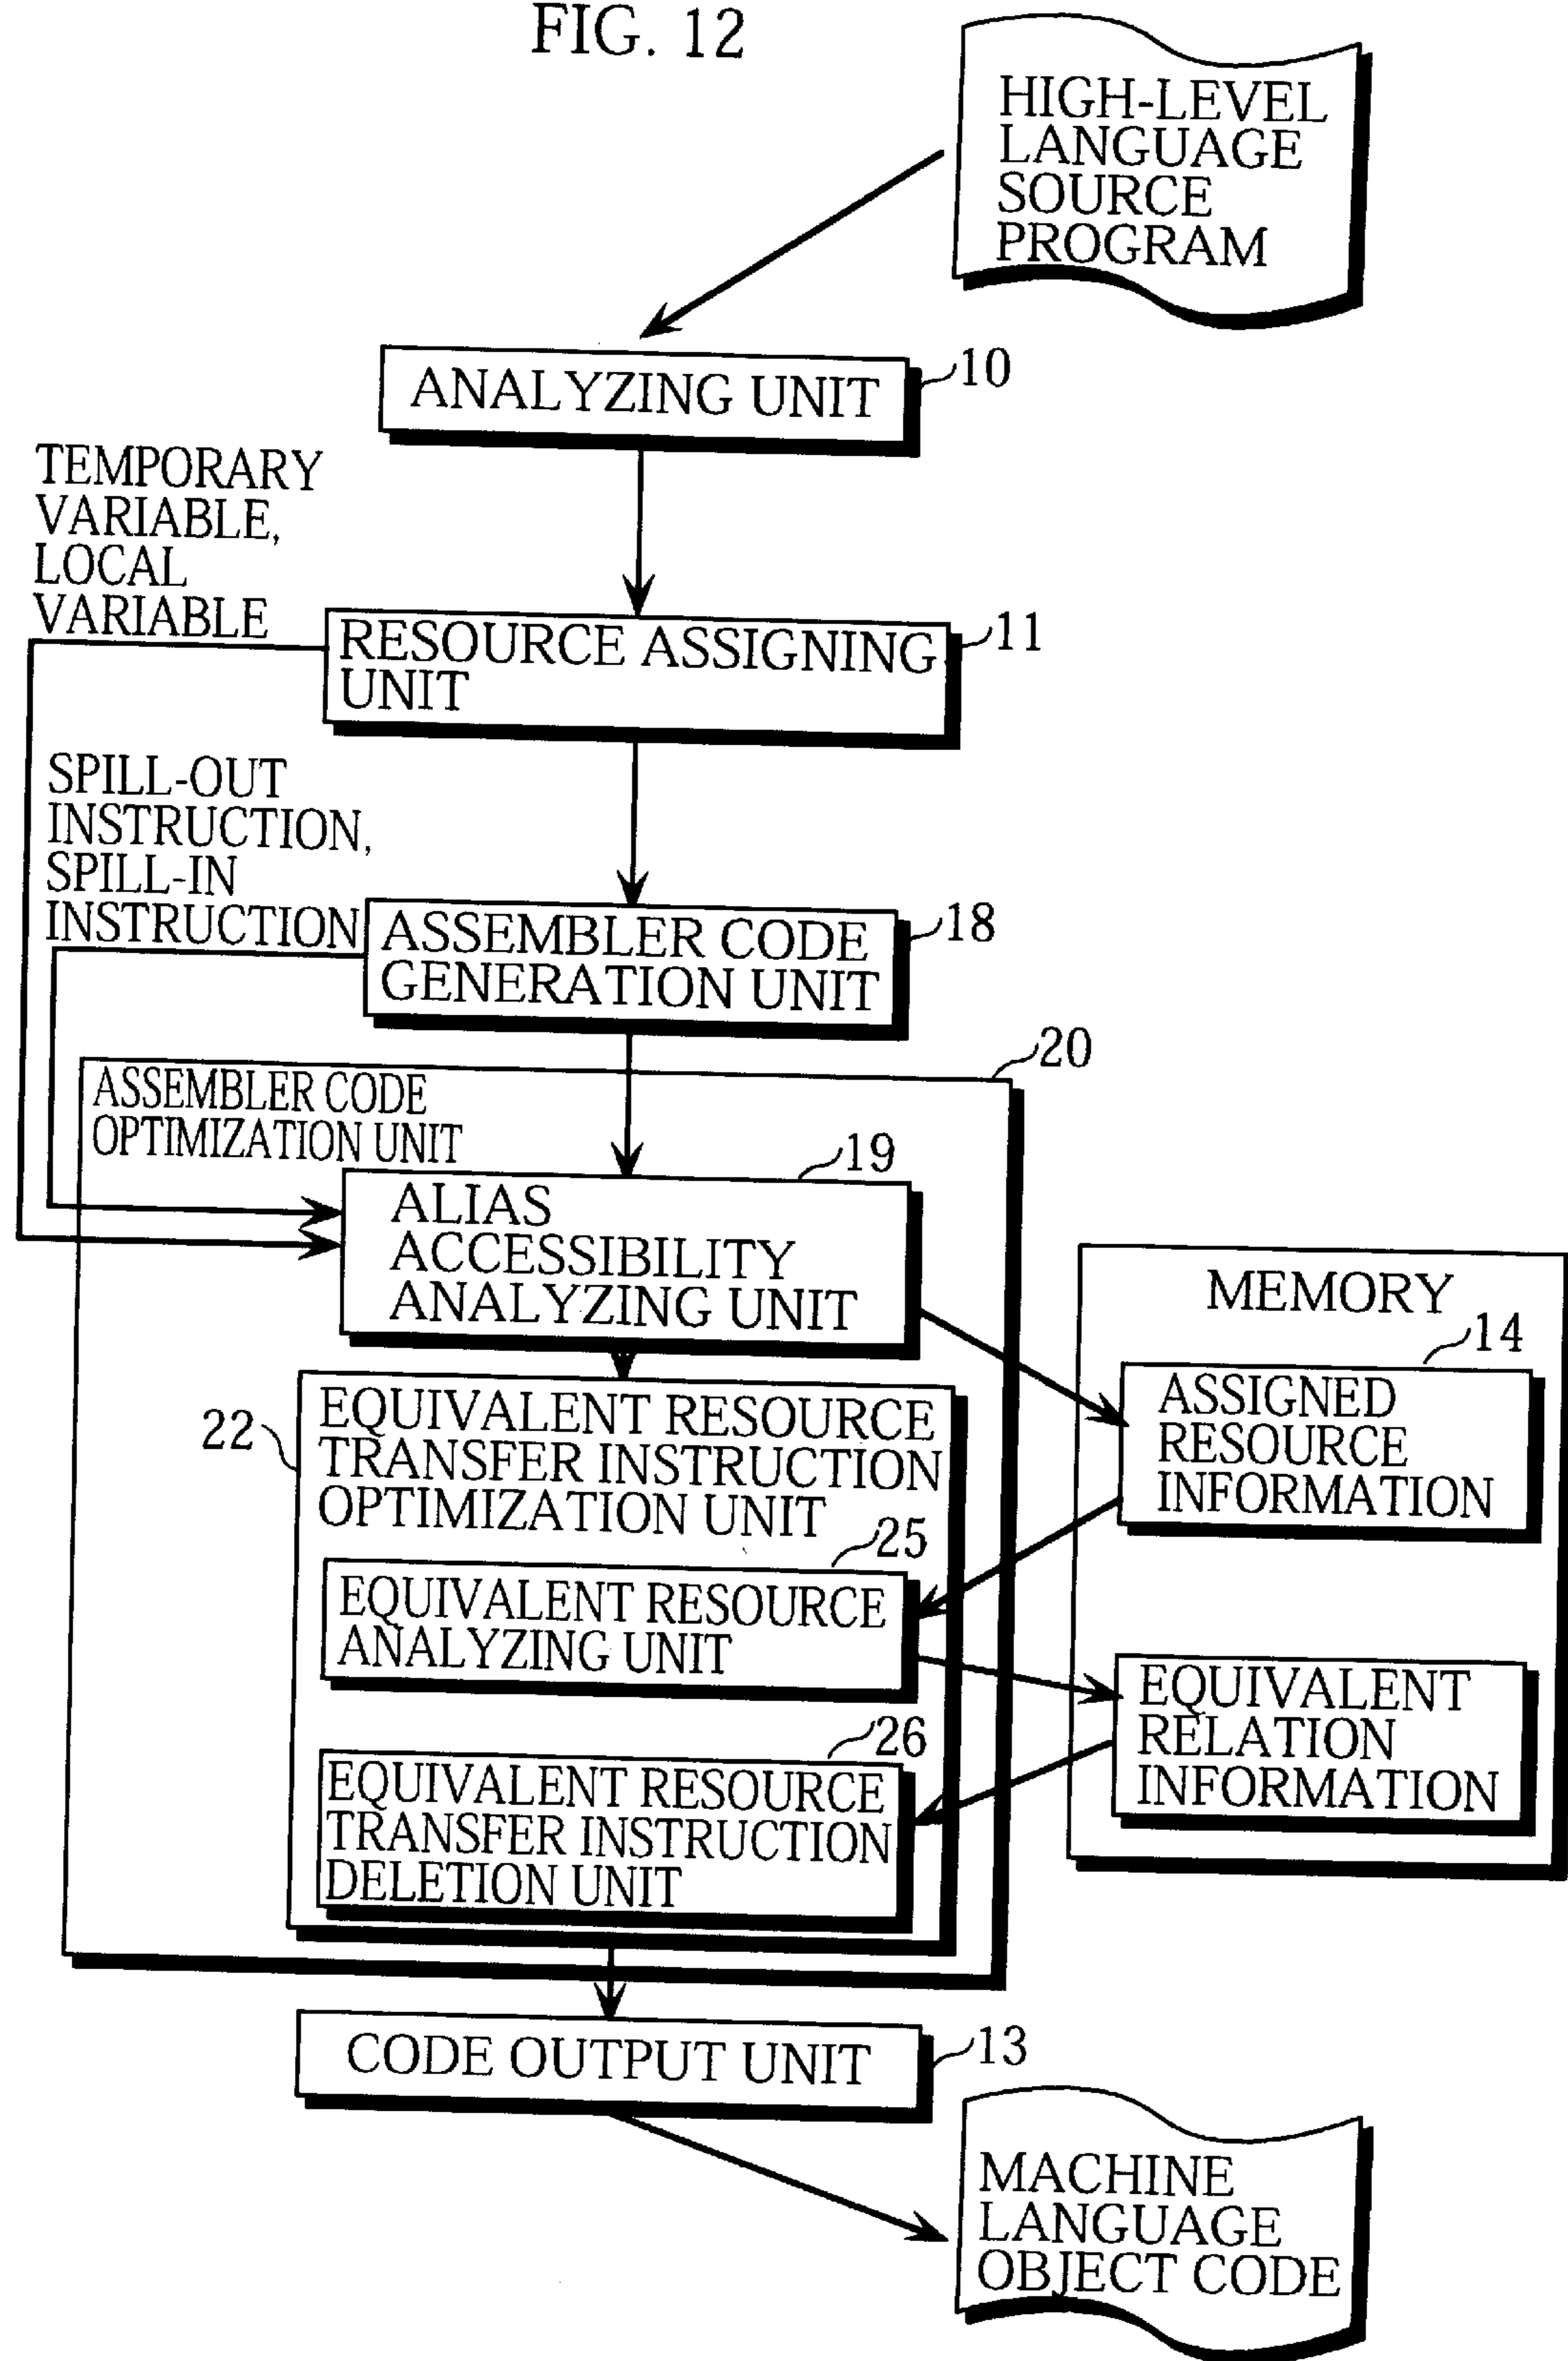 FIG. 12
HIGH-LEVEL
LANGUAGE
SOURCE
PROGRAM
ANALYZING UNIT
10
TEMPORARY
VARIABLE,
LOCAL
VARIABLE
RESOURCE ASSIGNING
UNIT
11
SPILL-OUT
INSTRUCTION,
SPILL-IN
INSTRUCTION
ASSEMBLER CODE
GENERATION UNIT
18
20
ASSEMBLER CODE
OPTIMIZATION UNIT
19
ALIAS
ACCESSIBILITY
ANALYZING UNIT
MEMORY
14
ASSIGNED
RESOURCE
INFORMATION
22
EQUIVALENT RESOURCE
TRANSFER INSTRUCTION
OPTIMIZATION UNIT
25
EQUIVALENT RESOURCE
ANALYZING UNIT
EQUIVALENT
RELATION
INFORMATION
26
EQUIVALENT RESOURCE
TRANSFER INSTRUCTION
DELETION UNIT
CODE OUTPUT UNIT
13
MACHINE
LANGUAGE
OBJECT CODE